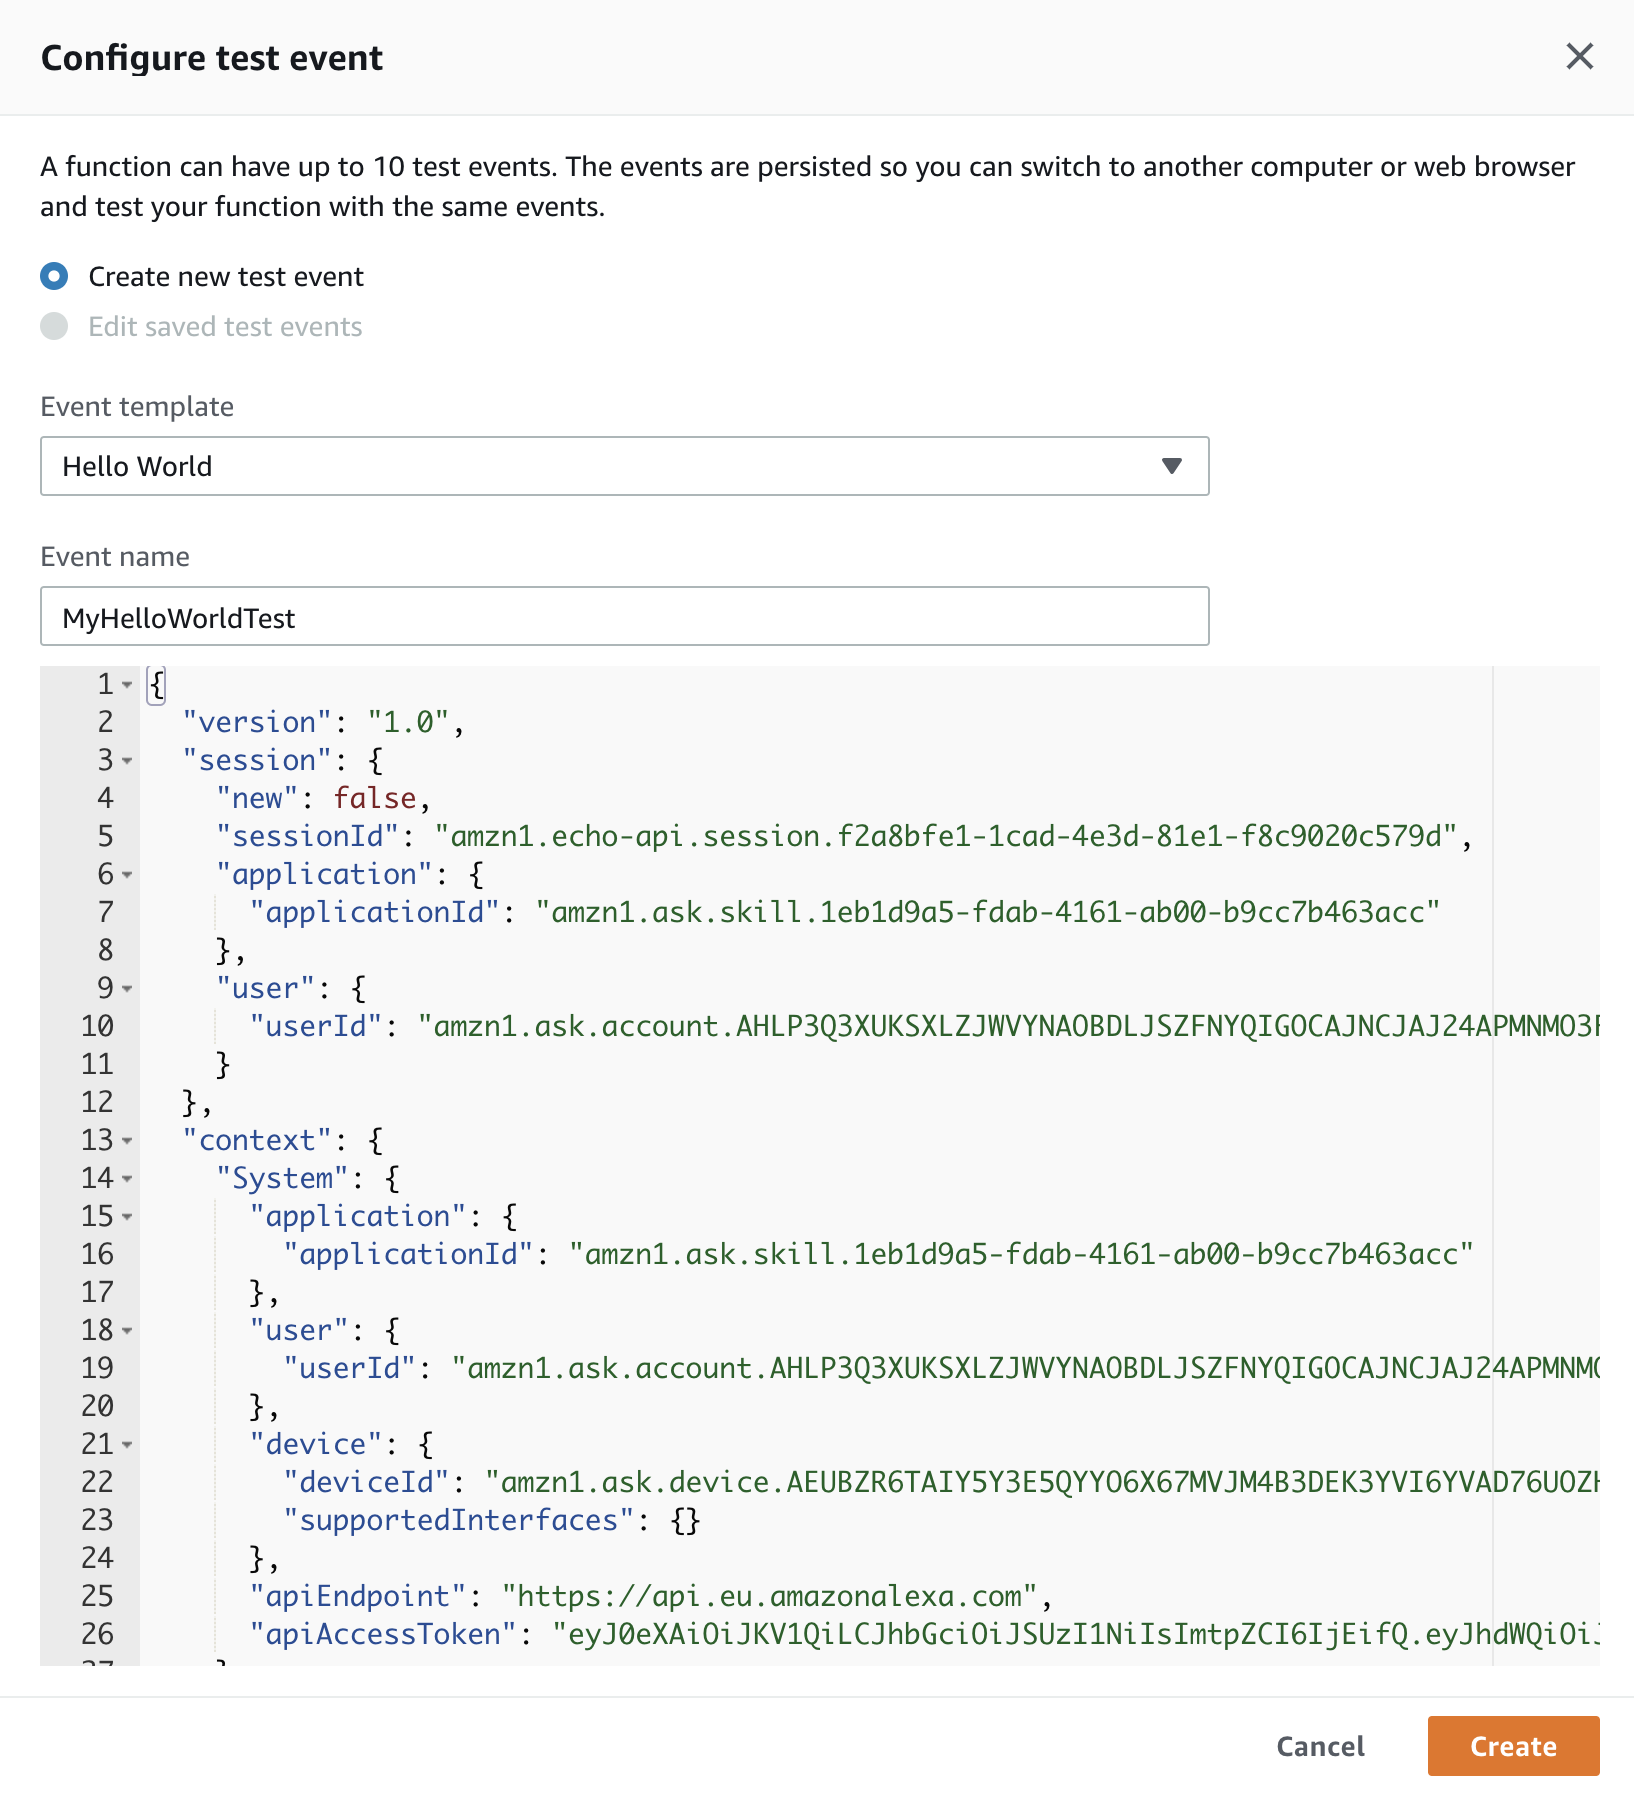 Configure test event
A function can have up to 10 test events. The events are persisted so you can switch to another computer or web browser
and test your function with the same events.
Create new test event
Edit saved test events
Event template
Hello World
Event name
MyHelloWorldTest
1 {
2 "version": "1.0",
3 "session": {
4 "new": false,
5 "sessionId": "amzn1.echo-api.session.f2a8bfe1-1cad-4e3d-81e1-f8c9020c579d",
6 "application": {
7 "applicationId": "amzn1.ask.skill.1eb1d9a5-fdab-4161-ab00-b9cc7b463acc"
8 },
9 "user": {
10 "userId": "amzn1.ask.account.AHLP3Q3XUKSXLZJWVYNAOBDLJSZFNYQIGOCAJNCJAJ24APMNMO3
11 }
12 },
13 "context": {
14 "System": {
15 "application": {
16 "applicationId": "amzn1.ask.skill.1eb1d9a5-fdab-4161-ab00-b9cc7b463acc"
17 },
18 "user": {
19 "userId": "amzn1.ask.account.AHLP3Q3XUKSXLZJWVYNAOBDLJSZFNYQIGOCAJNCJAJ24APMNM
20 },
21 "device": {
22 "deviceId": "amzn1.ask.device.AEUBZR6TAIY5Y3E5QYYO6X67MVJM4B3DEK3YVI6YVAD76UOZ
23 "supportedInterfaces": {}
24 },
25 "apiEndpoint": "https://api.eu.amazonalexa.com",
26 "apiAccessToken": "eyJ0eXAiOiJKV1QiLCJhbGciOiJSUzI1NiIsImtpZCI6IjEifQ.eyJhdWQiOi
Cancel
Create